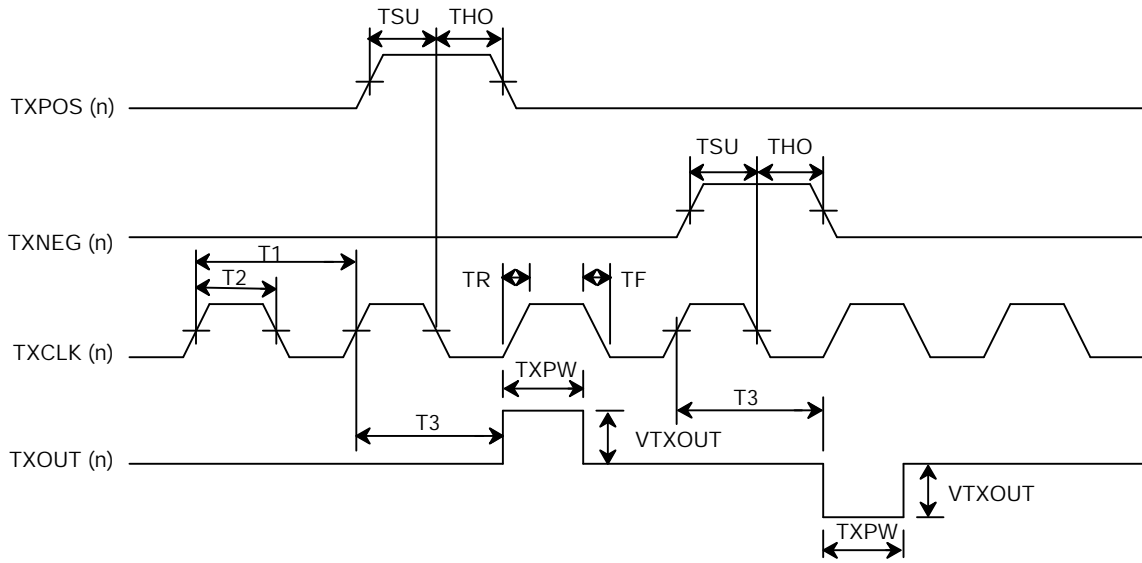 TSU THO
TXPOS (n)
TSU THO
TXNEG (n)
T1
T2 TR TF
TXCLK (n)
TXPW
T3 VTXOUT T3
TXOUT (n)
VTXOUT
TXPW